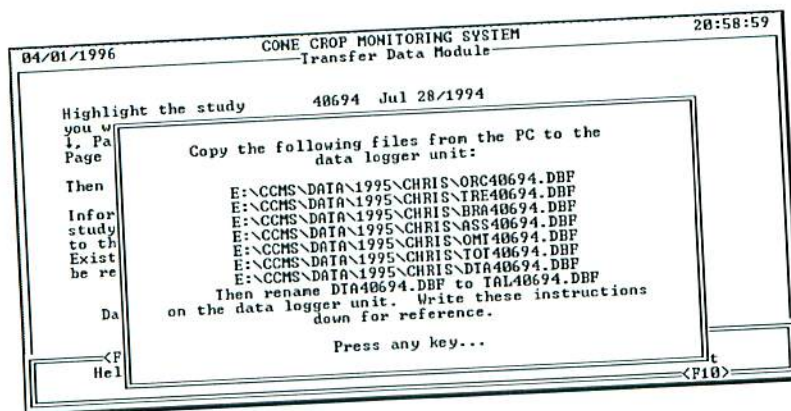 04/01/1996 CONE CROP MONITORING SYSTEM 20:58:59
Transfer Data Module
Highlight the study 40694 Jul 28/1994
you w
↓, Pa
Page
Then
Infor
study
to th
Exist
be re
Da
Copy the following files from the PC to the
data logger unit:
E:\CCMS\DATA\1995\CHRIS\ORC40694.DBF
E:\CCMS\DATA\1995\CHRIS\TRE40694.DBF
E:\CCMS\DATA\1995\CHRIS\BRA40694.DBF
E:\CCMS\DATA\1995\CHRIS\ASS40694.DBF
E:\CCMS\DATA\1995\CHRIS\OMT40694.DBF
E:\CCMS\DATA\1995\CHRIS\TOT40694.DBF
E:\CCMS\DATA\1995\CHRIS\DTA40694.DBF
Then rename DTA40694.DBF to TAL40694.DBF
on the data logger unit. Write these instructions
down for reference.
Press any key...
<F
Hel
t
<F10>